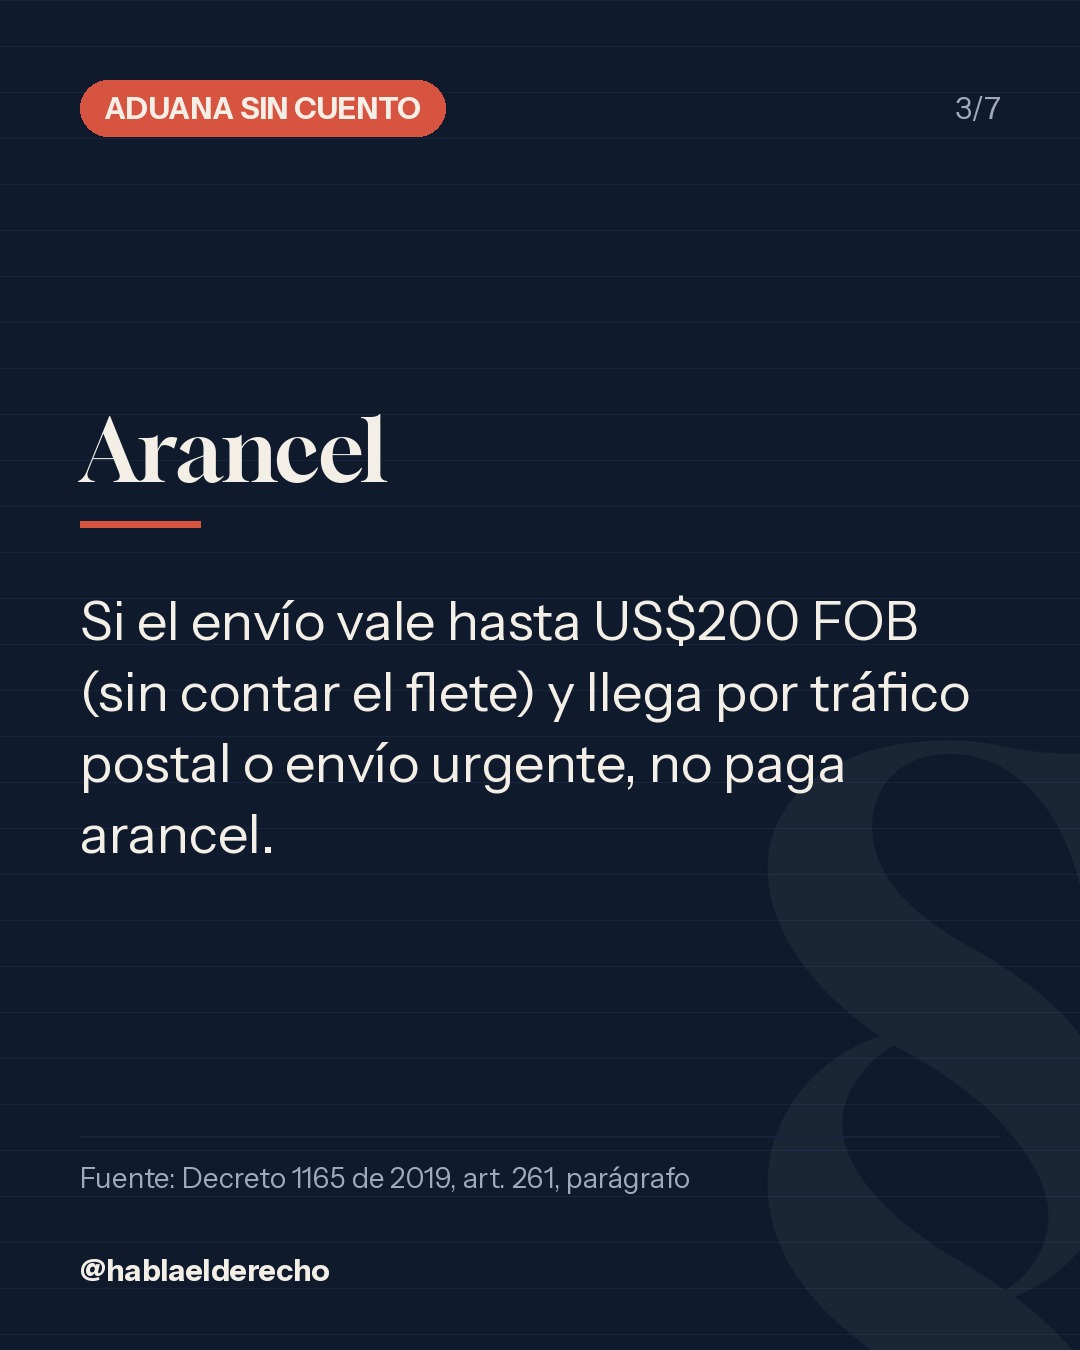 ADUANA SIN CUENTO
3/7
Arancel
Si el envío vale hasta US$200 FOB
(sin contar el flete) y llega por tráfico
postal o envío urgente, no paga
arancel.
§
Fuente: Decreto 1165 de 2019, art. 261, parágrafo
@hablaelderecho